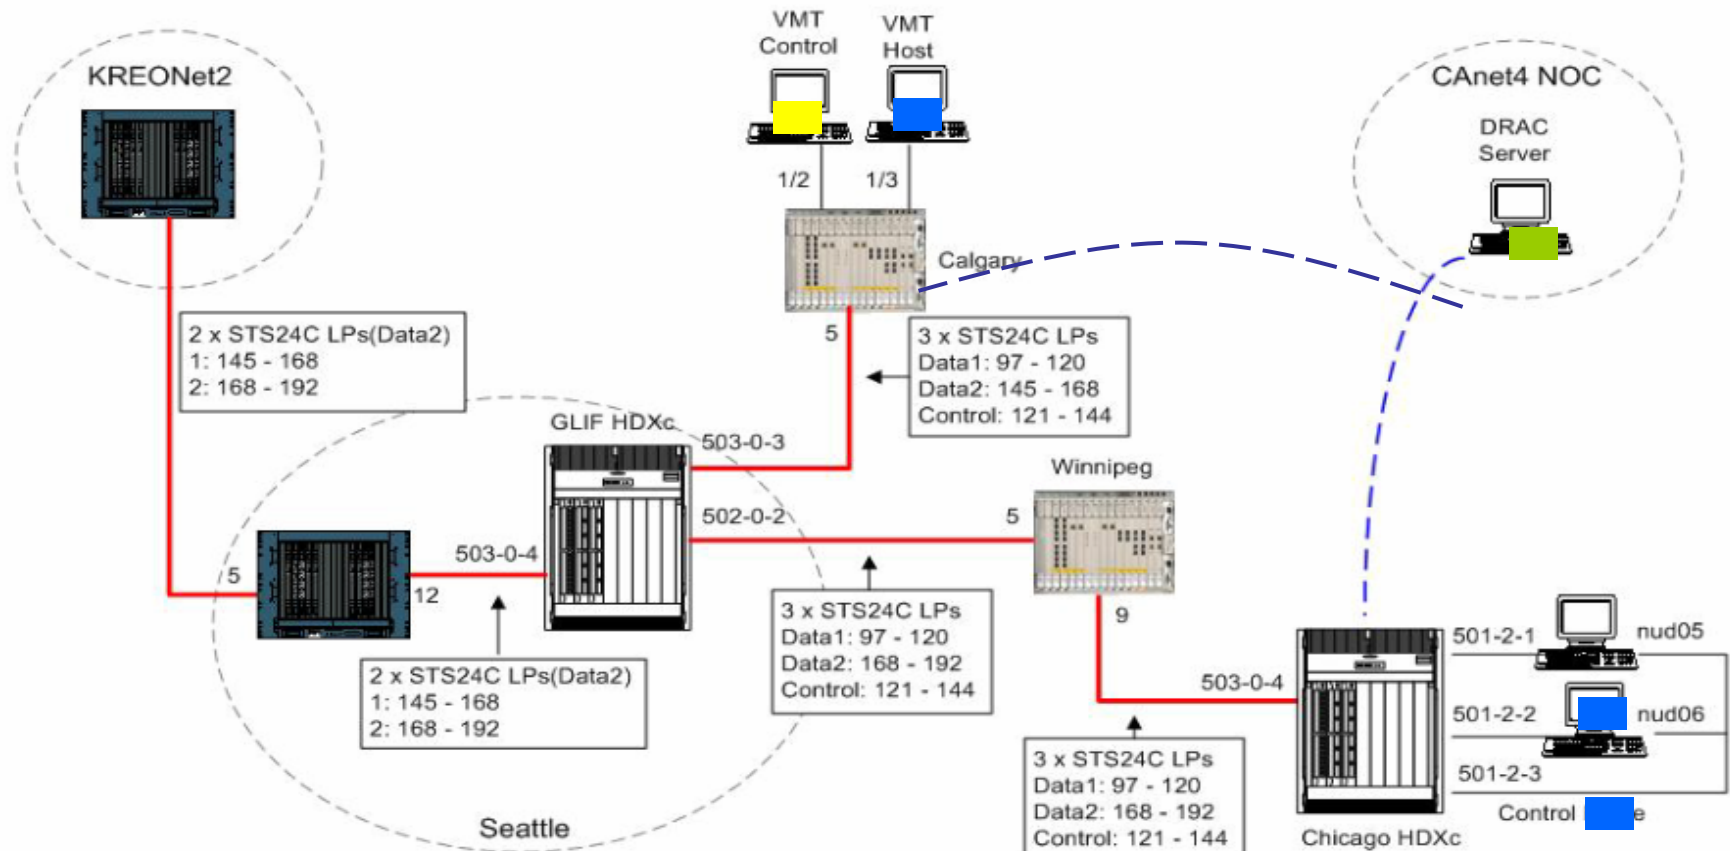 VMT
Control
VMT
Host
KREONet2
CAnet4 NOC
DRAC
Server
1/2
1/3
Calgary
5
2 x STS24C LPs(Data2)
1: 145 - 168
2: 168 - 192
3 x STS24C LPs
Data1: 97 - 120
Data2: 145 - 168
Control: 121 - 144
GLIF HDXc
503-0-3
Winnipeg
502-0-2
5
503-0-4
5
12
9
3 x STS24C LPs
Data1: 97 - 120
Data2: 168 - 192
Control: 121 - 144
2 x STS24C LPs(Data2)
1: 145 - 168
2: 168 - 192
501-2-1
nud05
503-0-4
501-2-2
nud06
501-2-3
3 x STS24C LPs
Data1: 97 - 120
Data2: 168 - 192
Control: 121 - 144
Control
Seattle
Chicago HDXc